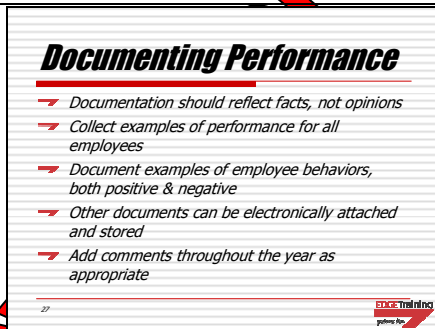 Documenting Performance
Documentation should reflect facts, not opinions
Collect examples of performance for all
employees
Document examples of employee behaviors,
both positive & negative
Other documents can be electronically attached
and stored
Add comments throughout the year as
appropriate
27
EDGETraining